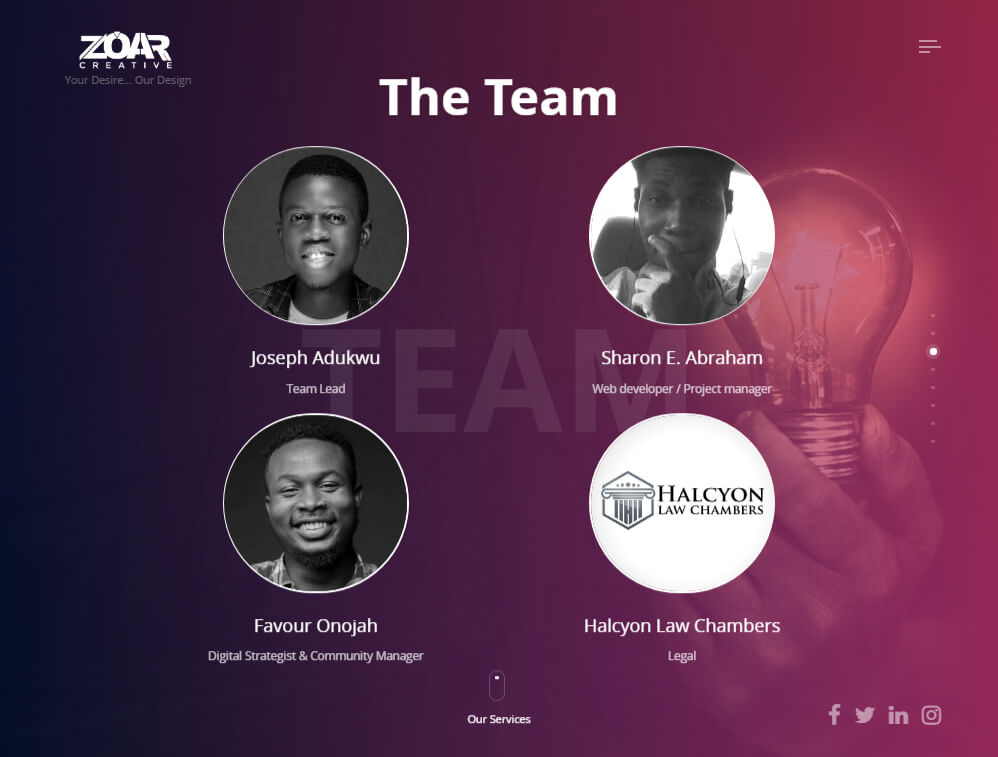 ZOAR
CREATIVE
Your Desire... Our Design
The Team
TEAM
Joseph Adukwu
Team Lead
Sharon E. Abraham
Web developer / Project manager
HALCYON
LAW CHAMBERS
Favour Onojah
Digital Strategist & Community Manager
Halcyon Law Chambers
Legal
Our Services